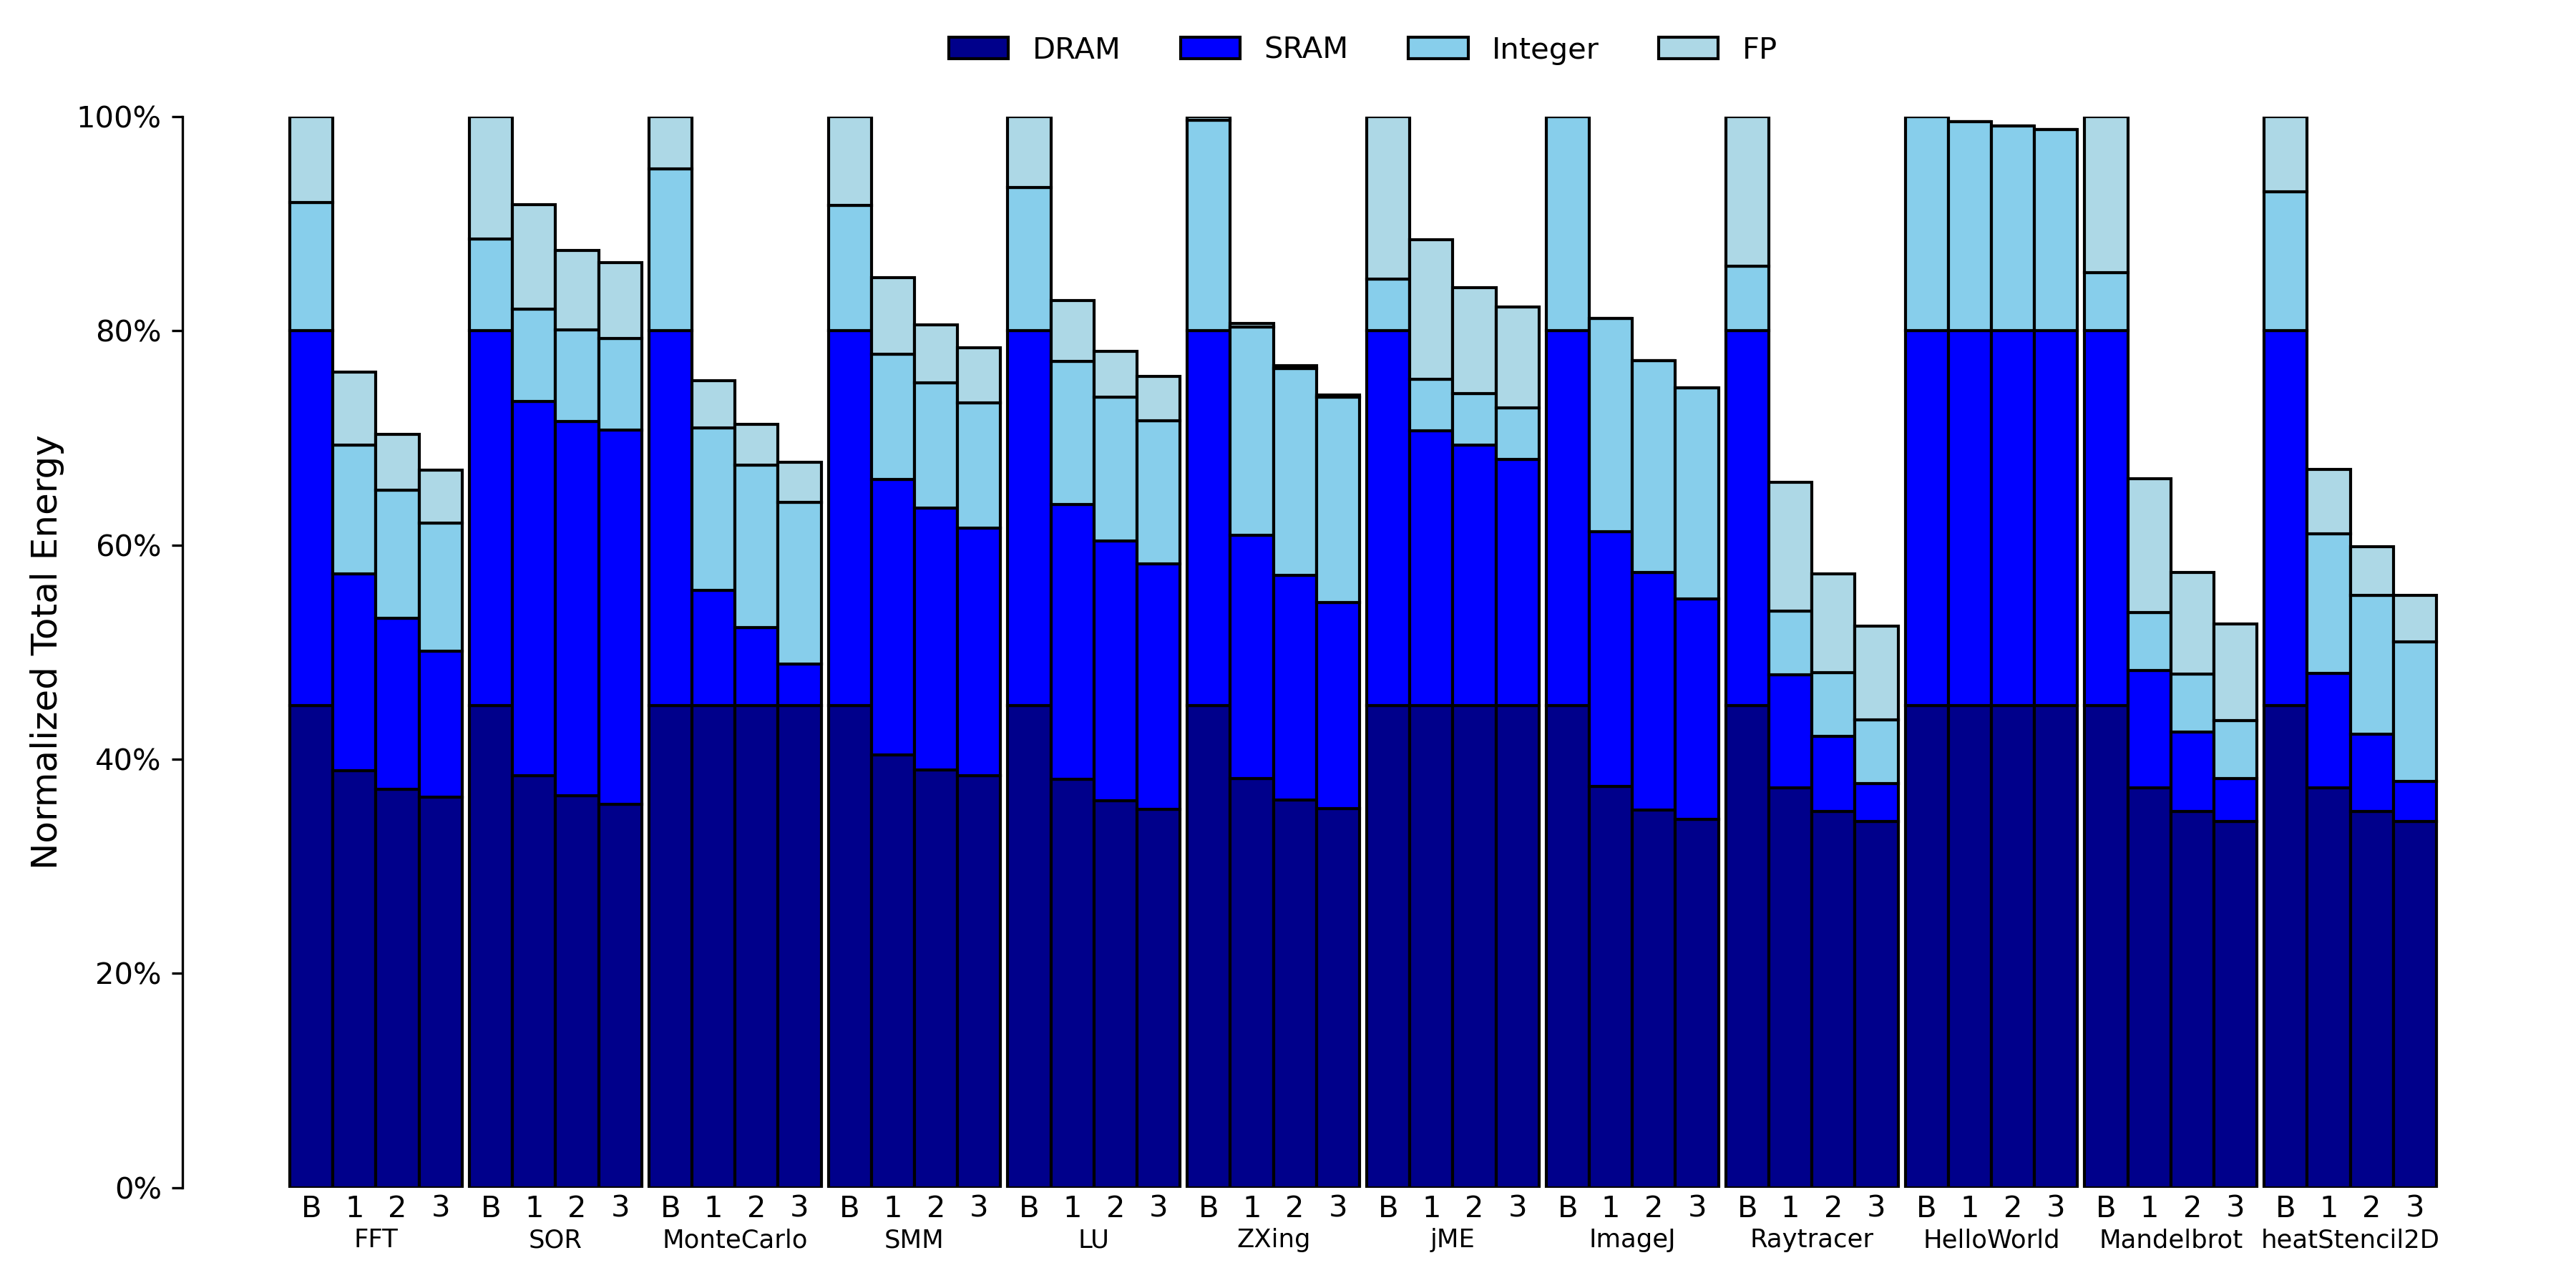 DRAM SRAM Integer FP
100%
80%
60%
40%
20%
0%
Normalized Total Energy
B 1 2 3 B 1 2 3 B 1 2 3 B 1 2 3 B 1 2 3 B 1 2 3 B 1 2 3 B 1 2 3 B 1 2 3 B 1 2 3 B 1 2 3 B 1 2 3
FFT SOR MonteCarlo SMM LU ZXing jME ImageJ Raytracer HelloWorld Mandelbrot heatStencil2D